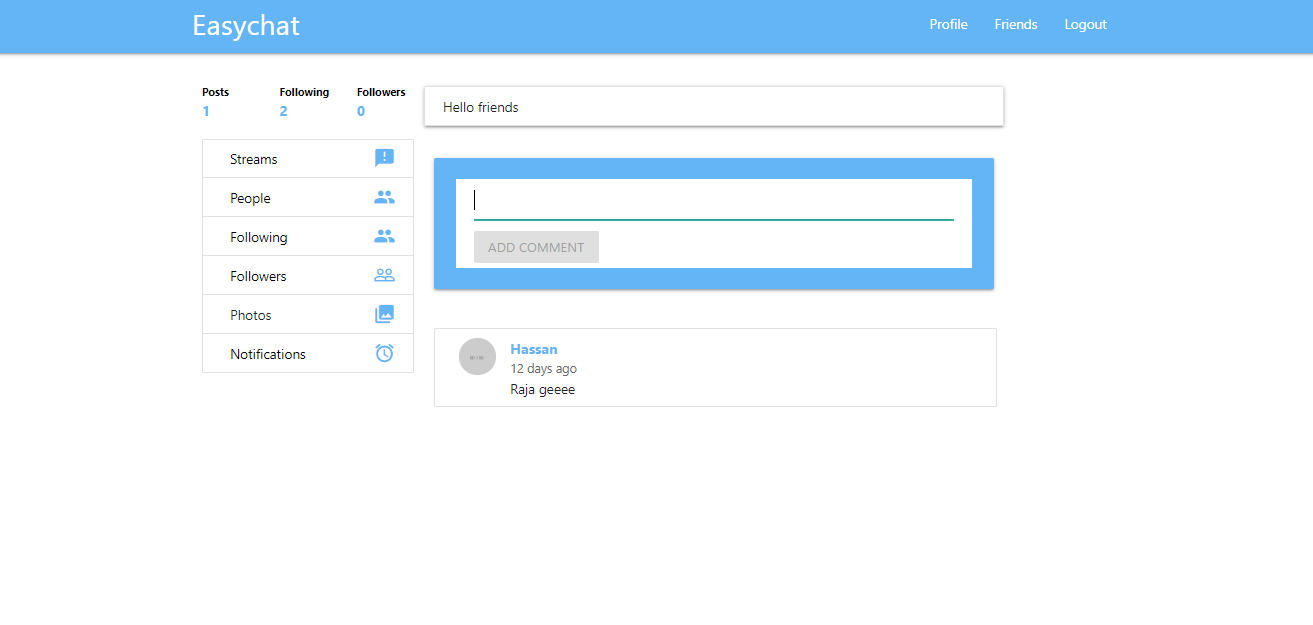 Easychat
Profile Friends Logout
Posts Following Followers
1 2 0
Hello friends
Streams
People
Following
Followers
Photos
Notifications
ADD COMMENT
Hassan
12 days ago
Raja geeee